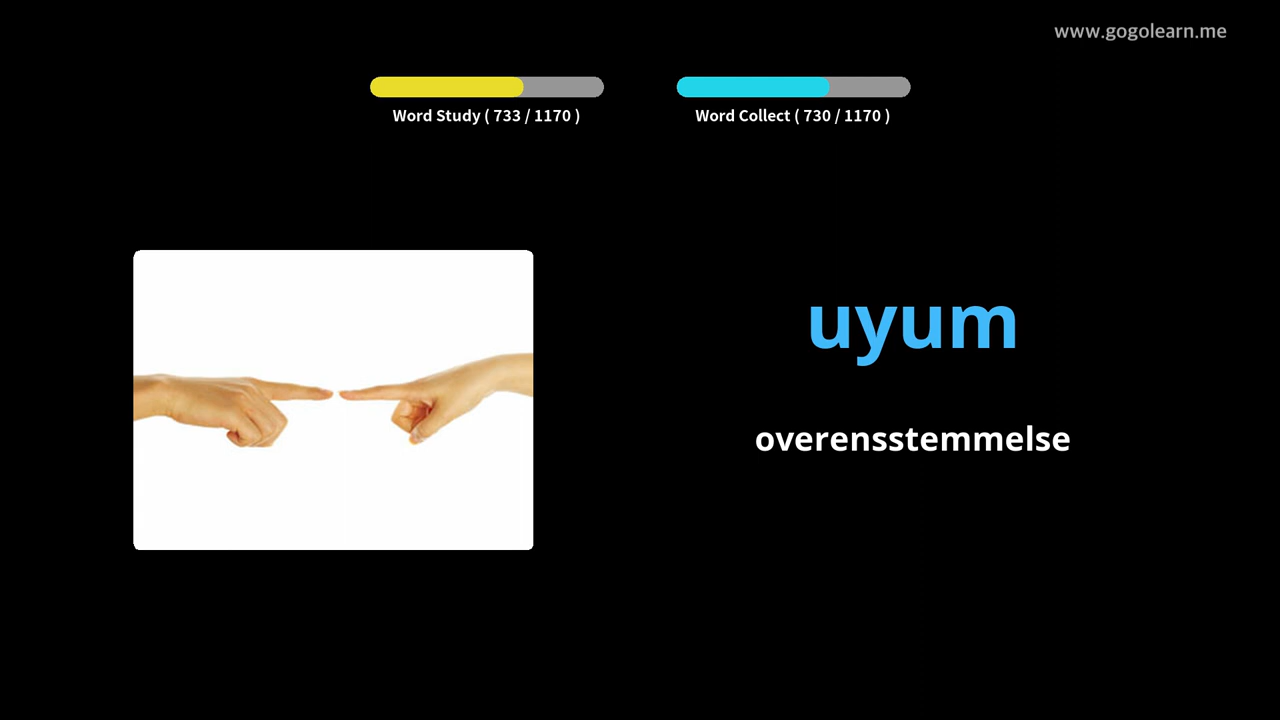 www.gogolearn.me
Word Study ( 733 / 1170 )
Word Collect ( 730 / 1170 )
uyum
overensstemmelse